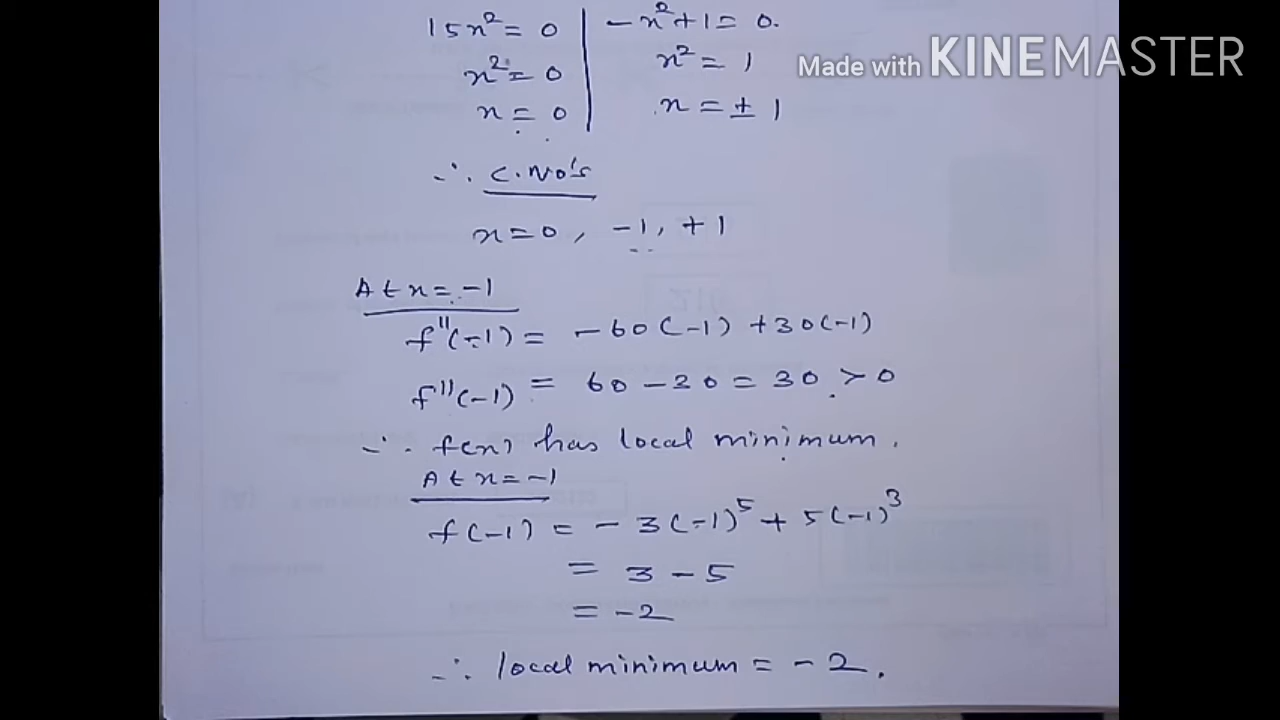 15x² = 0 | -x²+1 = 0.
x² = 0 | x² = 1
x = 0 | x = ± 1
Made with KINEMASTER
∴ C.No's
x = 0, -1, +1
At x = -1
f''(-1) = -60(-1) + 30(-1)
f''(-1) = 60 - 30 = 30 > 0
∴ f(x) has local minimum.
At x = -1
f(-1) = -3(-1)⁵ + 5(-1)³
= 3 - 5
= -2
∴ local minimum = -2.